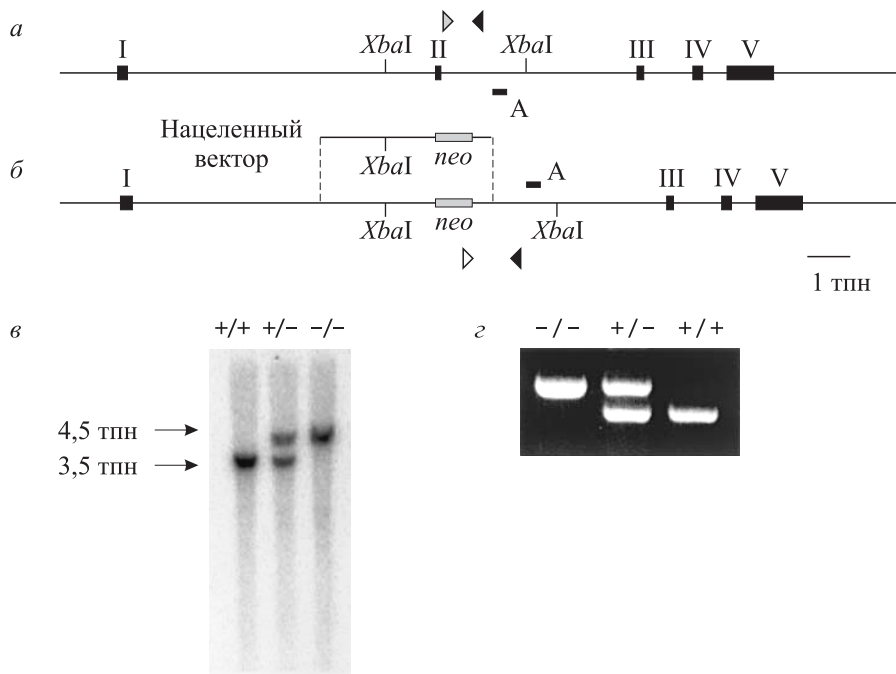 а
I
XbaI
II
XbaI
III
IV
V
А
Нацеленный
вектор
XbaI
neo
б
I
А
III
IV
V
XbaI
neo
XbaI
1 тпн
в
+/+ +/− −/−
4,5 тпн
3,5 тпн
г
−/− +/− +/+